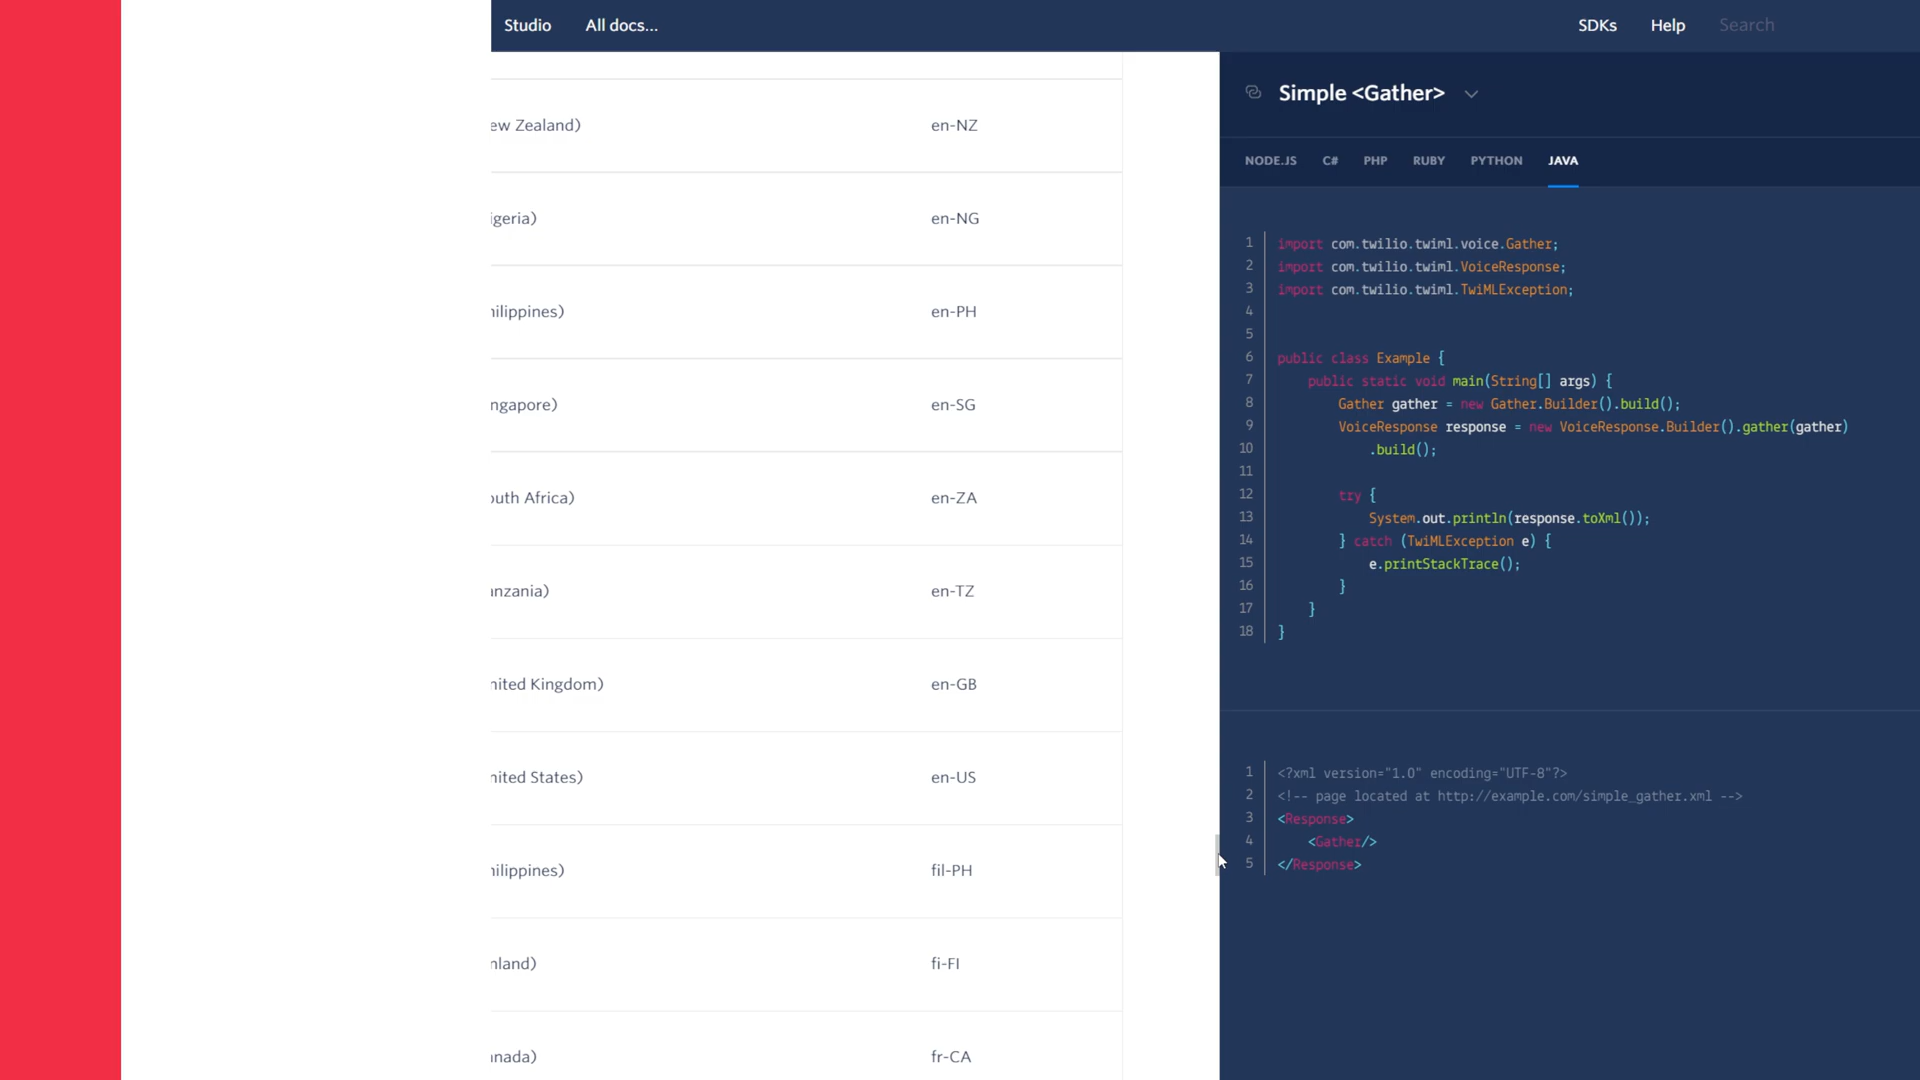 Studio All docs... SDKs Help Search
ew Zealand) en-NZ
igeria) en-NG
hilippines) en-PH
ngapore) en-SG
outh Africa) en-ZA
anzania) en-TZ
nited Kingdom) en-GB
nited States) en-US
hilippines) fil-PH
nland) fi-FI
anada) fr-CA
Simple <Gather>
NODE.JS C# PHP RUBY PYTHON JAVA
1 import com.twilio.twiml.voice.Gather;
2 import com.twilio.twiml.VoiceResponse;
3 import com.twilio.twiml.TwiMLException;
4
5
6 public class Example {
7 public static void main(String[] args) {
8 Gather gather = new Gather.Builder().build();
9 VoiceResponse response = new VoiceResponse.Builder().gather(gather)
10 .build();
11
12 try {
13 System.out.println(response.toXml());
14 } catch (TwiMLException e) {
15 e.printStackTrace();
16 }
17 }
18 }
1 <?xml version="1.0" encoding="UTF-8"?>
2 <!-- page located at http://example.com/simple_gather.xml -->
3 <Response>
4 <Gather/>
5 </Response>